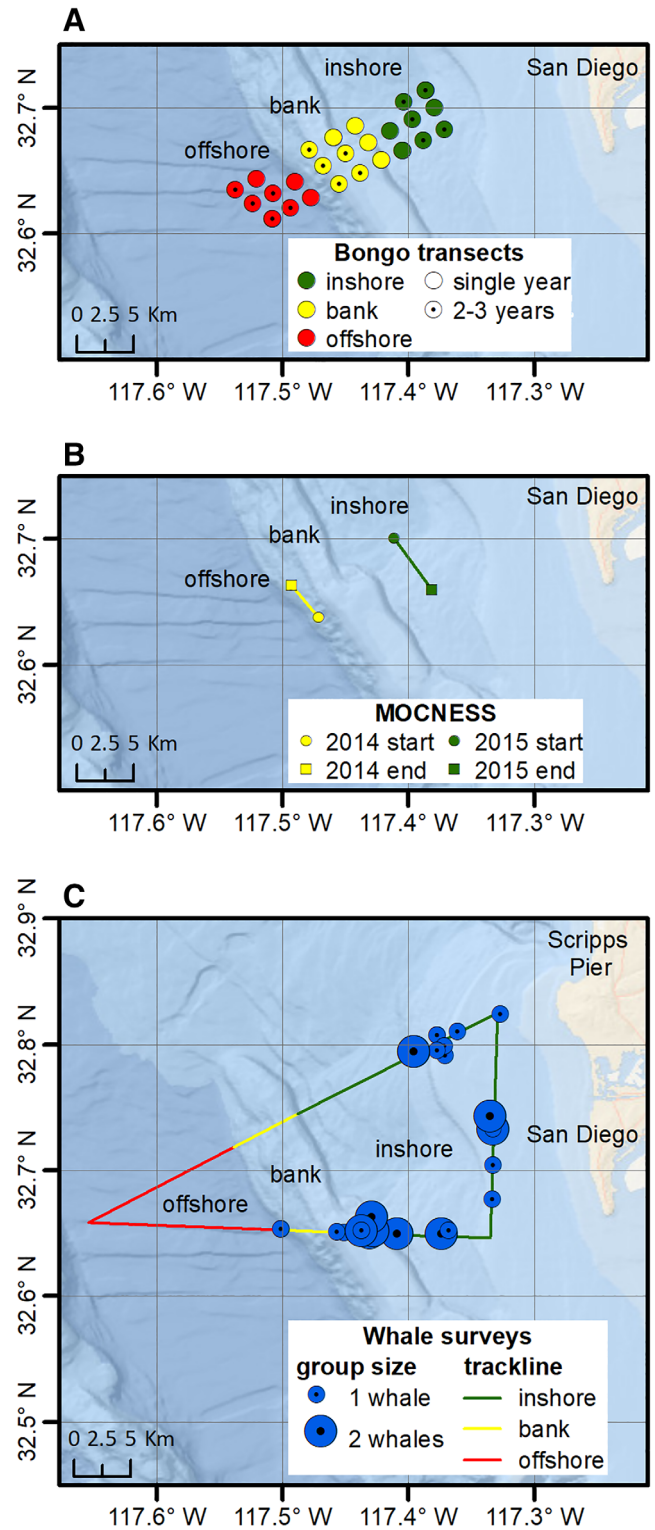 A
32.7° N
32.6° N
inshore
San Diego
bank
offshore
Bongo transects
inshore
single year
bank
2-3 years
offshore
0 2.5 5 Km
117.6° W
117.5° W
117.4° W
117.3° W
B
32.7° N
32.6° N
inshore
San Diego
bank
offshore
MOCNESS
2014 start
2015 start
2014 end
2015 end
0 2.5 5 Km
117.6° W
117.5° W
117.4° W
117.3° W
C
32.9° N
32.8° N
32.7° N
32.6° N
32.5° N
Scripps
Pier
San Diego
inshore
bank
offshore
Whale surveys
group size
trackline
1 whale
inshore
2 whales
bank
offshore
0 2.5 5 Km
117.6° W
117.5° W
117.4° W
117.3° W